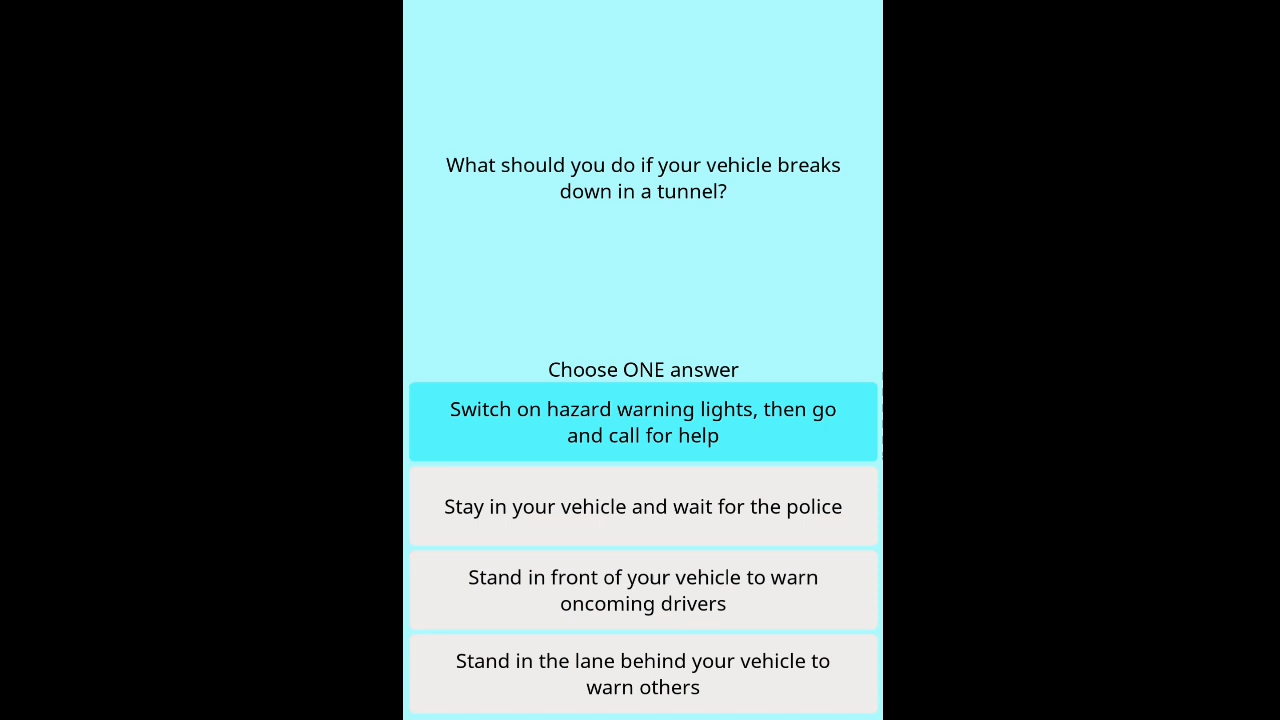 What should you do if your vehicle breaks
down in a tunnel?
Choose ONE answer
Switch on hazard warning lights, then go
and call for help
Stay in your vehicle and wait for the police
Stand in front of your vehicle to warn
oncoming drivers
Stand in the lane behind your vehicle to
warn others